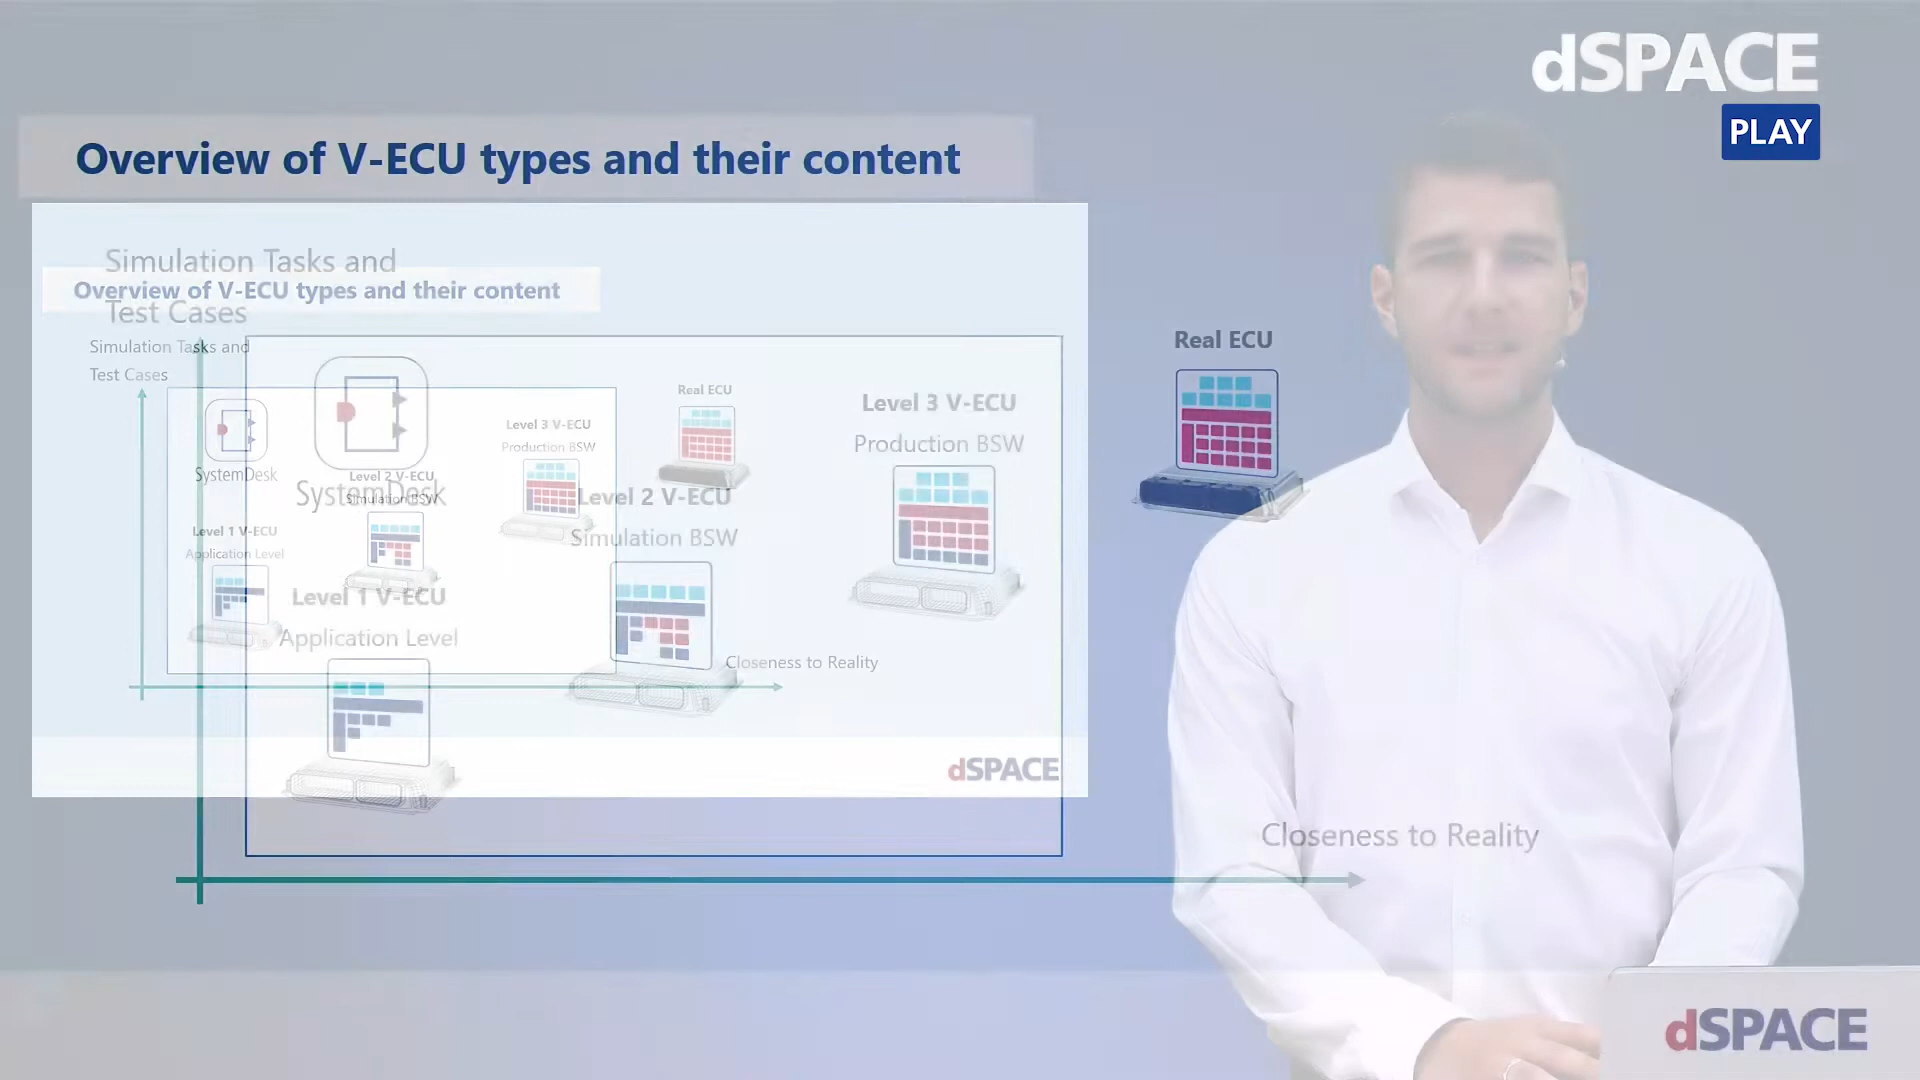 dSPACE
PLAY
Overview of V-ECU types and their content
Simulation Tasks and
Test Cases
Overview of V-ECU types and their content
Simulation Tasks and
Test Cases
SystemDesk
Level 1 V-ECU
Application Level
Level 2 V-ECU
Simulation BSW
Level 3 V-ECU
Production BSW
Real ECU
Closeness to Reality
dSPACE
SystemDesk
Level 1 V-ECU
Application Level
Level 2 V-ECU
Simulation BSW
Level 3 V-ECU
Production BSW
Real ECU
Closeness to Reality
dSPACE